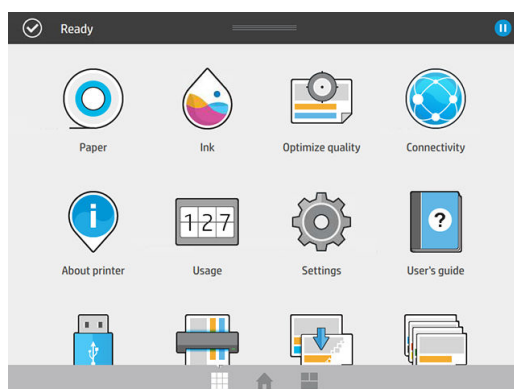 Ready
Paper
Ink
Optimize quality
Connectivity
i
127
?
About printer
Usage
Settings
User's guide